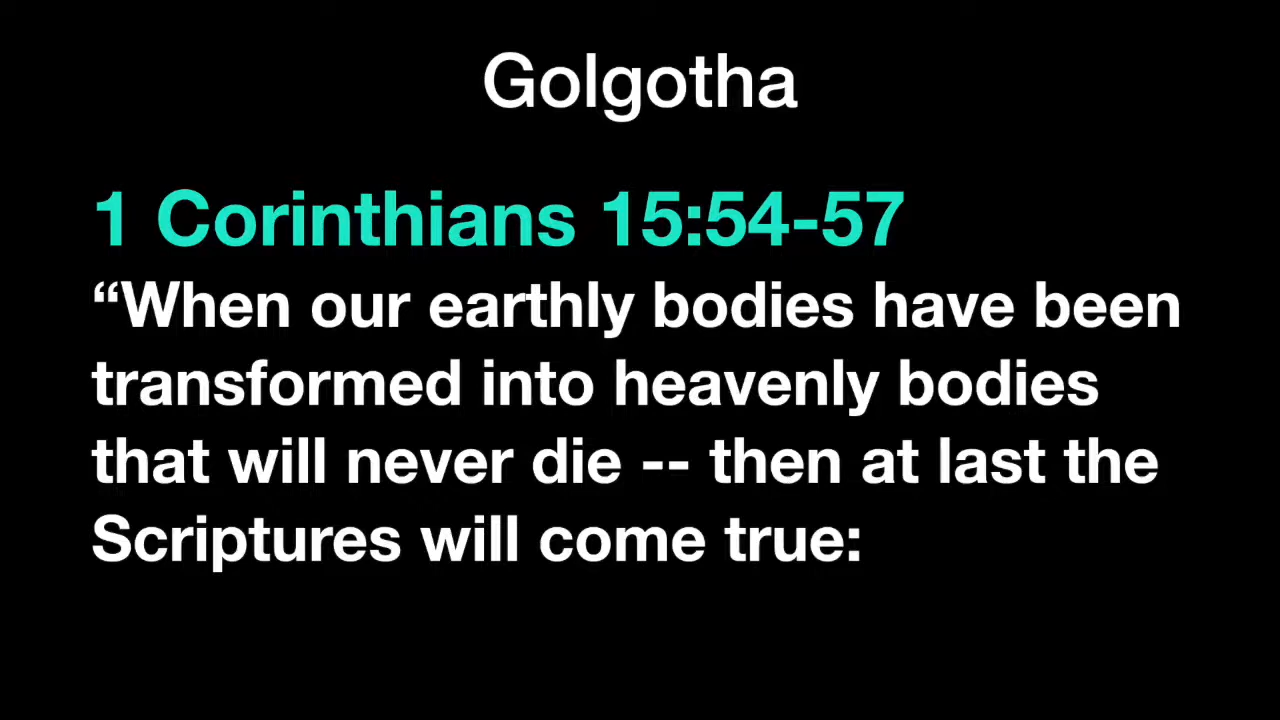 Golgotha
1 Corinthians 15:54-57
“When our earthly bodies have been
transformed into heavenly bodies
that will never die -- then at last the
Scriptures will come true: